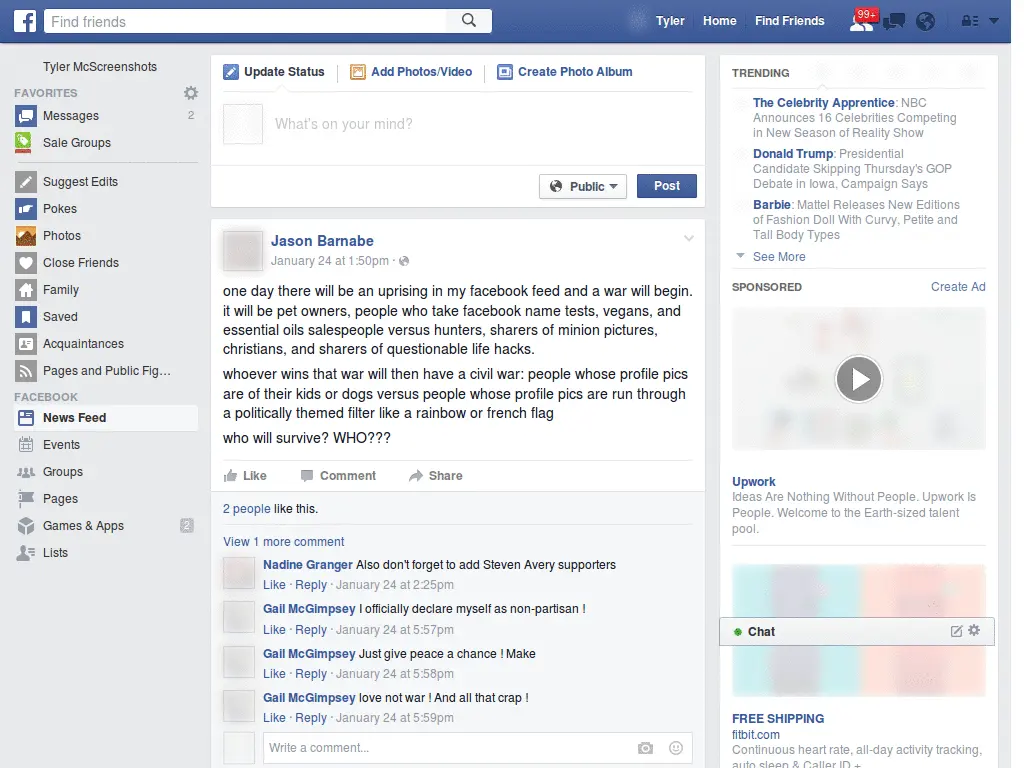 f Find friends Tyler Home Find Friends 99+
Tyler McScreenshots
FAVORITES
Messages 2
Sale Groups
Suggest Edits
Pokes
Photos
Close Friends
Family
Saved
Acquaintances
Pages and Public Fig...
FACEBOOK
News Feed
Events
Groups
Pages
Games & Apps 2
Lists
Update Status Add Photos/Video Create Photo Album
What's on your mind?
Public Post
Jason Barnabe
January 24 at 1:50pm ·
one day there will be an uprising in my facebook feed and a war will begin.
it will be pet owners, people who take facebook name tests, vegans, and
essential oils salespeople versus hunters, sharers of minion pictures,
christians, and sharers of questionable life hacks.
whoever wins that war will then have a civil war: people whose profile pics
are of their kids or dogs versus people whose profile pics are run through
a politically themed filter like a rainbow or french flag
who will survive? WHO???
Like Comment Share
2 people like this.
View 1 more comment
Nadine Granger Also don't forget to add Steven Avery supporters
Like · Reply · January 24 at 2:25pm
Gail McGimpsey I officially declare myself as non-partisan !
Like · Reply · January 24 at 5:57pm
Gail McGimpsey Just give peace a chance ! Make
Like · Reply · January 24 at 5:58pm
Gail McGimpsey love not war ! And all that crap !
Like · Reply · January 24 at 5:59pm
Write a comment...
TRENDING
The Celebrity Apprentice: NBC
Announces 16 Celebrities Competing
in New Season of Reality Show
Donald Trump: Presidential
Candidate Skipping Thursday's GOP
Debate in Iowa, Campaign Says
Barbie: Mattel Releases New Editions
of Fashion Doll With Curvy, Petite and
Tall Body Types
See More
SPONSORED Create Ad
Upwork
Ideas Are Nothing Without People. Upwork Is
People. Welcome to the Earth-sized talent
pool.
Chat
FREE SHIPPING
fitbit.com
Continuous heart rate, all-day activity tracking,
auto sleep & Caller ID +